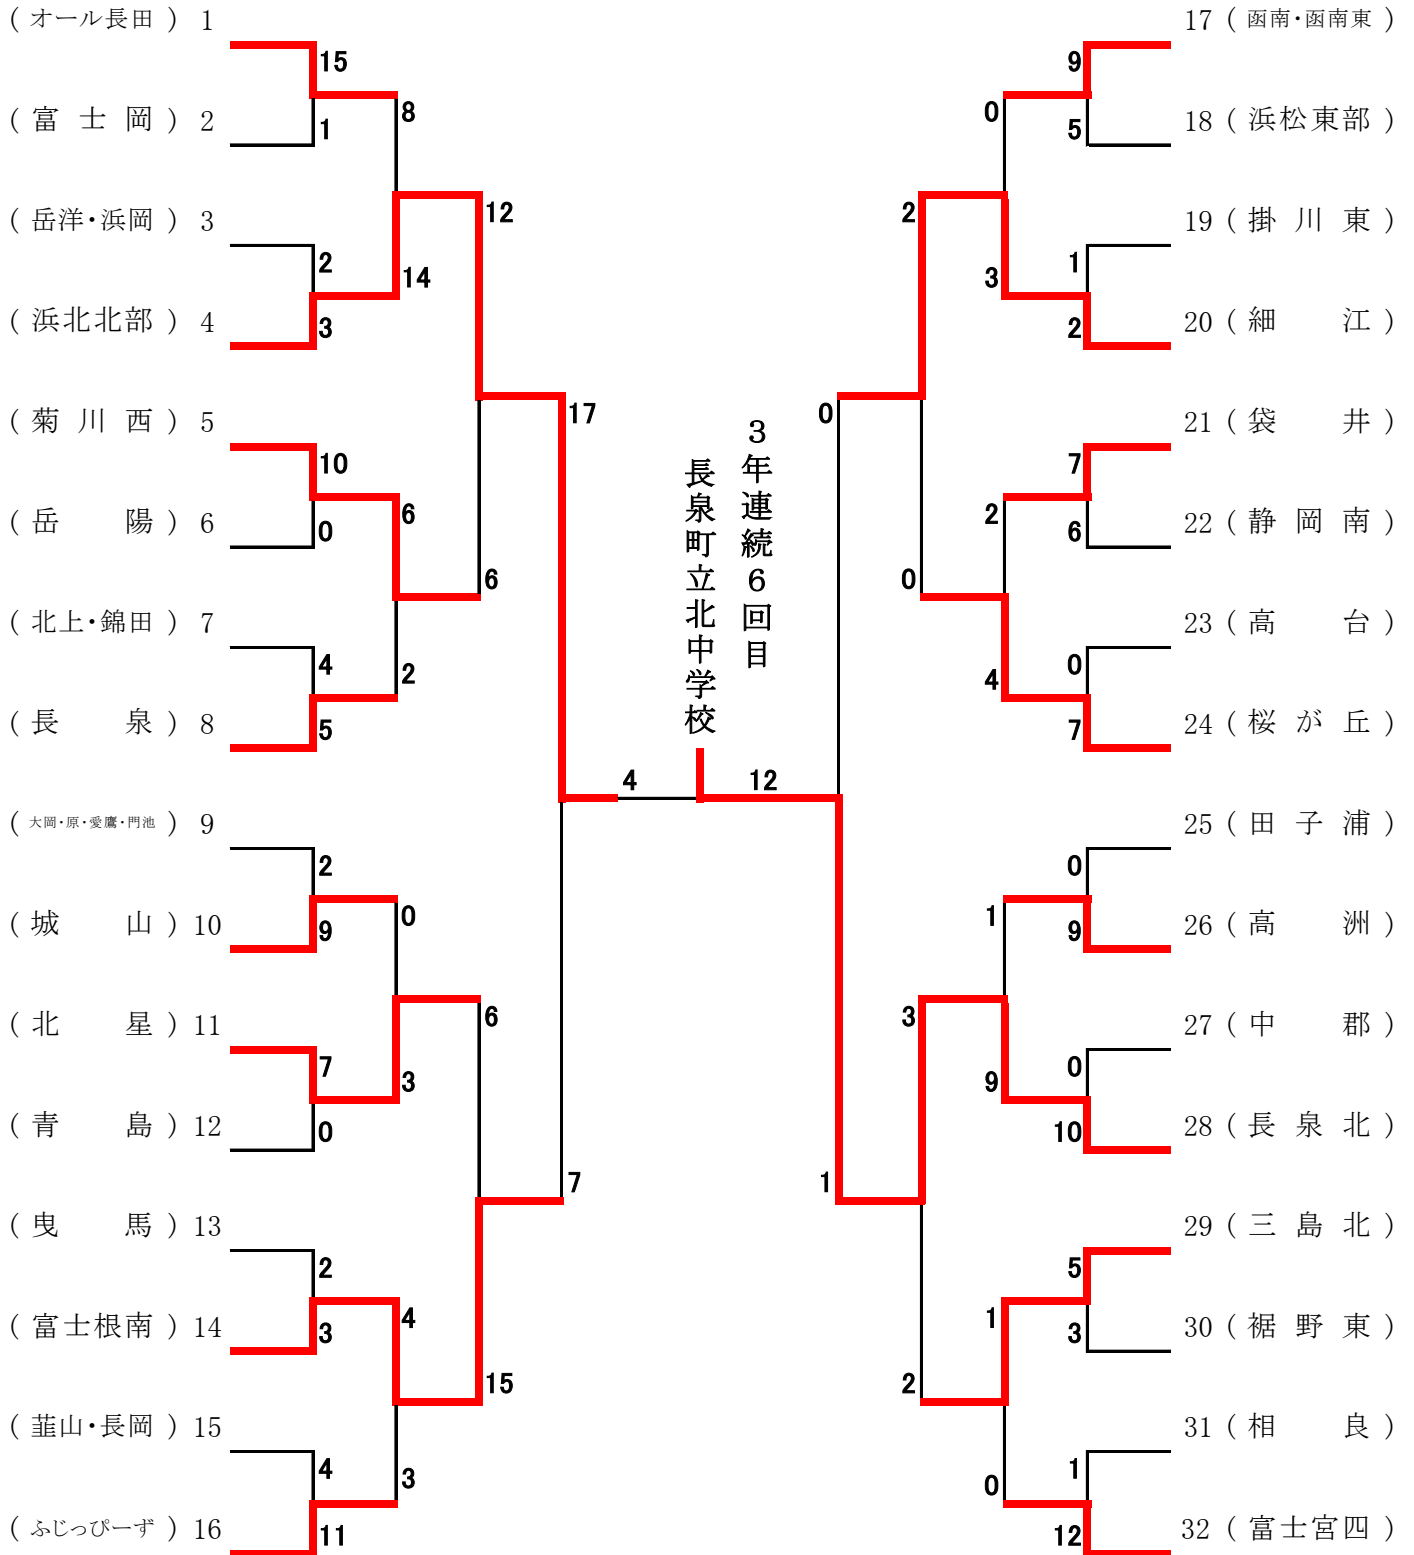 ( オール長田 ) 1
15
( 富士岡 ) 2
1
8
( 岳洋・浜岡 ) 3
2
12
14
( 浜北北部 ) 4
3
( 菊川西 ) 5
10
17
( 岳陽 ) 6
0
6
6
( 北上・錦田 ) 7
4
2
( 長泉 ) 8
5
( 大岡・原・愛鷹・門池 ) 9
2
( 城山 ) 10
9
0
( 北星 ) 11
7
6
3
( 青島 ) 12
0
( 曳馬 ) 13
2
7
( 富士根南 ) 14
3
4
15
( 韮山・長岡 ) 15
4
3
( ふじっぴーず ) 16
11
3年連続6回目
長泉町立北中学校
4
12
17 ( 函南・函南東 )
9
18 ( 浜松東部 )
5
0
19 ( 掛川東 )
1
2
3
20 ( 細江 )
2
21 ( 袋井 )
7
0
22 ( 静岡南 )
6
2
0
23 ( 高台 )
0
4
24 ( 桜が丘 )
7
25 ( 田子浦 )
0
26 ( 高洲 )
9
1
27 ( 中郡 )
0
3
9
28 ( 長泉北 )
10
29 ( 三島北 )
5
1
30 ( 裾野東 )
3
1
2
31 ( 相良 )
1
0
32 ( 富士宮四 )
12